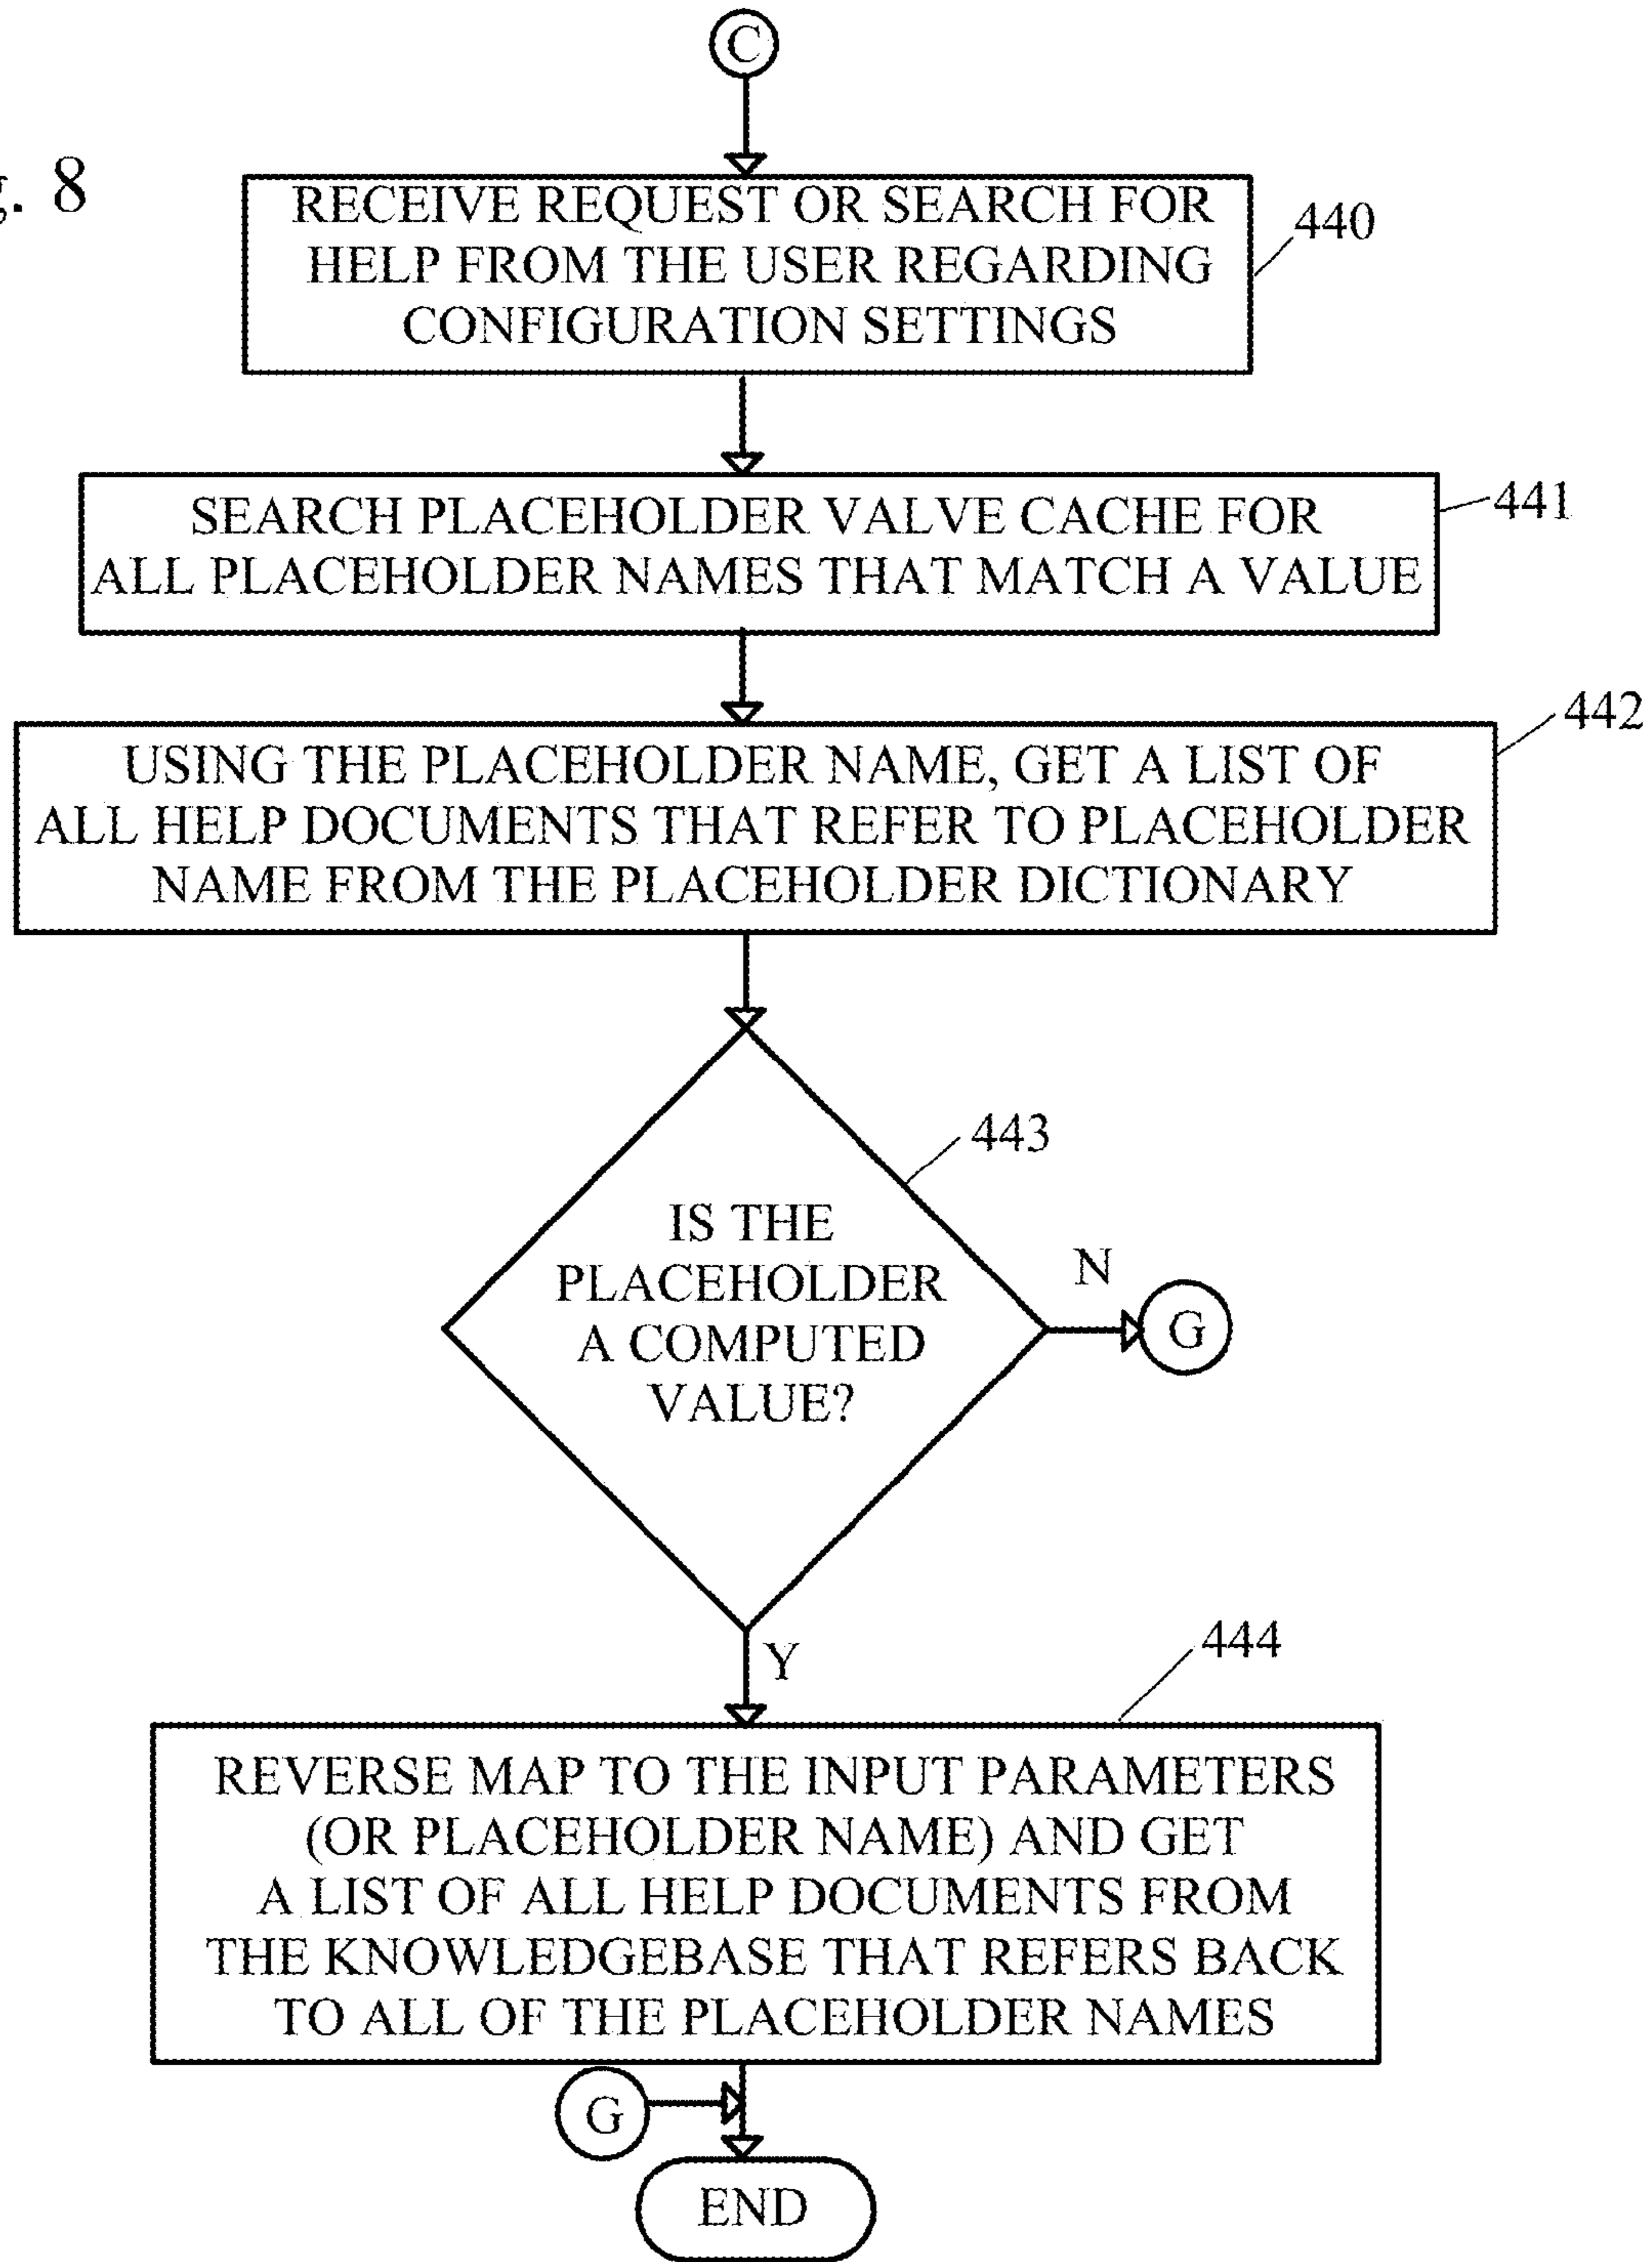 C
g. 8
RECEIVE REQUEST OR SEARCH FOR
HELP FROM THE USER REGARDING
CONFIGURATION SETTINGS
440
SEARCH PLACEHOLDER VALVE CACHE FOR
ALL PLACEHOLDER NAMES THAT MATCH A VALUE
441
USING THE PLACEHOLDER NAME, GET A LIST OF
ALL HELP DOCUMENTS THAT REFER TO PLACEHOLDER
NAME FROM THE PLACEHOLDER DICTIONARY
442
IS THE
PLACEHOLDER
A COMPUTED
VALUE?
443
N
G
Y
444
REVERSE MAP TO THE INPUT PARAMETERS
(OR PLACEHOLDER NAME) AND GET
A LIST OF ALL HELP DOCUMENTS FROM
THE KNOWLEDGEBASE THAT REFERS BACK
TO ALL OF THE PLACEHOLDER NAMES
G
END